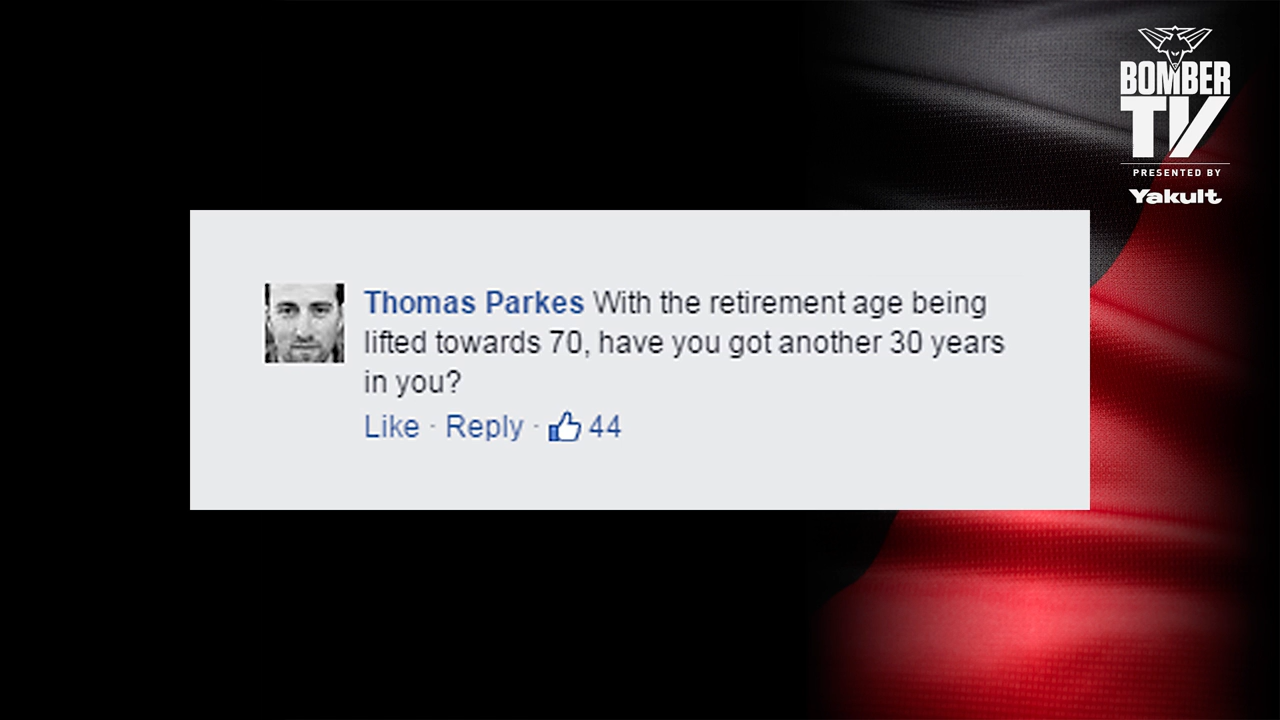 BOMBER
TV
PRESENTED BY
Yakult
Thomas Parkes With the retirement age being
lifted towards 70, have you got another 30 years
in you?
Like · Reply · 44